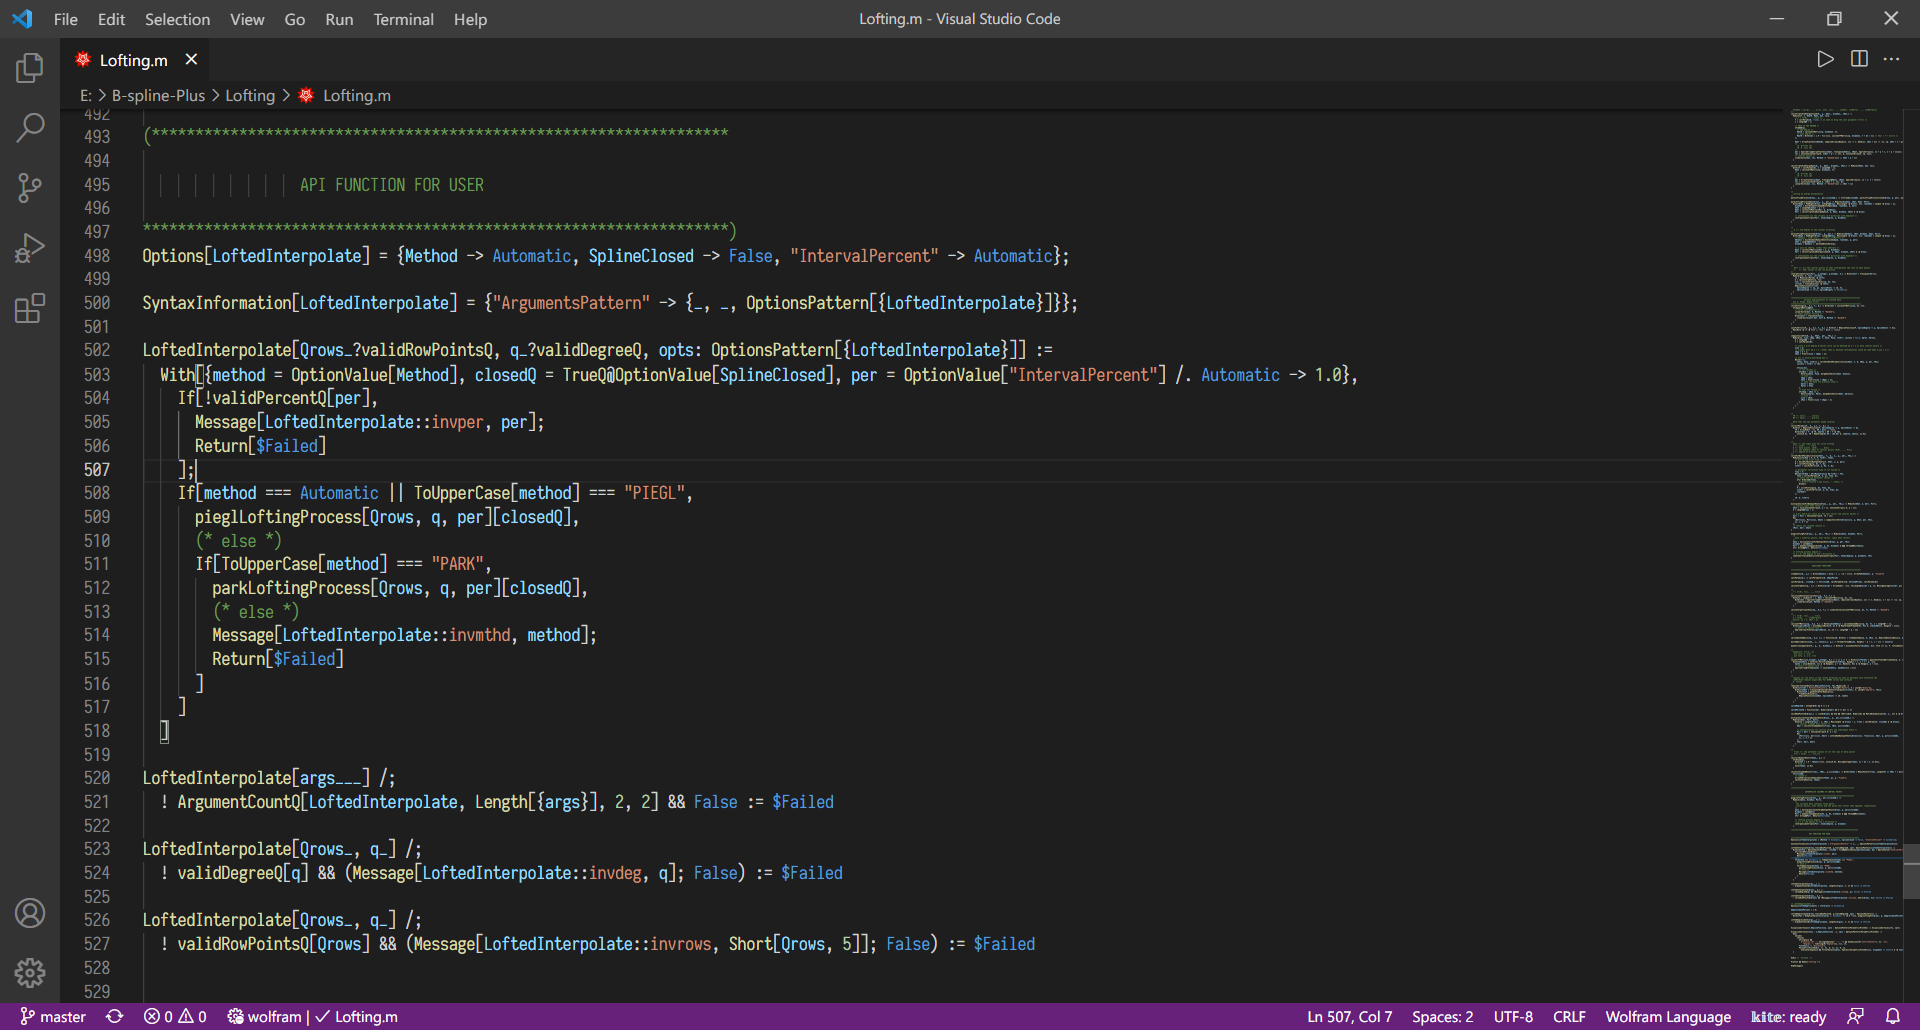 File Edit Selection View Go Run Terminal Help
Lofting.m - Visual Studio Code
Lofting.m
E: > B-spline-Plus > Lofting > Lofting.m
492
493 (******************************************************************
494
495 API FUNCTION FOR USER
496
497 *******************************************************************)
498 Options[LoftedInterpolate] = {Method -> Automatic, SplineClosed -> False, "IntervalPercent" -> Automatic};
499
500 SyntaxInformation[LoftedInterpolate] = {"ArgumentsPattern" -> {_, _, OptionsPattern[{LoftedInterpolate}]}};
501
502 LoftedInterpolate[Qrows_?validRowPointsQ, q_?validDegreeQ, opts: OptionsPattern[{LoftedInterpolate}]] :=
503 With[{method = OptionValue[Method], closedQ = TrueQ@OptionValue[SplineClosed], per = OptionValue["IntervalPercent"] /. Automatic -> 1.0},
504 If[!validPercentQ[per],
505 Message[LoftedInterpolate::invper, per];
506 Return[$Failed]
507 ];
508 If[method === Automatic || ToUpperCase[method] === "PIEGL",
509 pieglLoftingProcess[Qrows, q, per][closedQ],
510 (* else *)
511 If[ToUpperCase[method] === "PARK",
512 parkLoftingProcess[Qrows, q, per][closedQ],
513 (* else *)
514 Message[LoftedInterpolate::invmthd, method];
515 Return[$Failed]
516 ]
517 ]
518 ]
519
520 LoftedInterpolate[args___] /;
521 ! ArgumentCountQ[LoftedInterpolate, Length[{args}], 2, 2] && False := $Failed
522
523 LoftedInterpolate[Qrows_, q_] /;
524 ! validDegreeQ[q] && (Message[LoftedInterpolate::invdeg, q]; False) := $Failed
525
526 LoftedInterpolate[Qrows_, q_] /;
527 ! validRowPointsQ[Qrows] && (Message[LoftedInterpolate::invrows, Short[Qrows, 5]]; False) := $Failed
528
529
master 0 0 wolfram | ✓ Lofting.m Ln 507, Col 7 Spaces: 2 UTF-8 CRLF Wolfram Language kite: ready